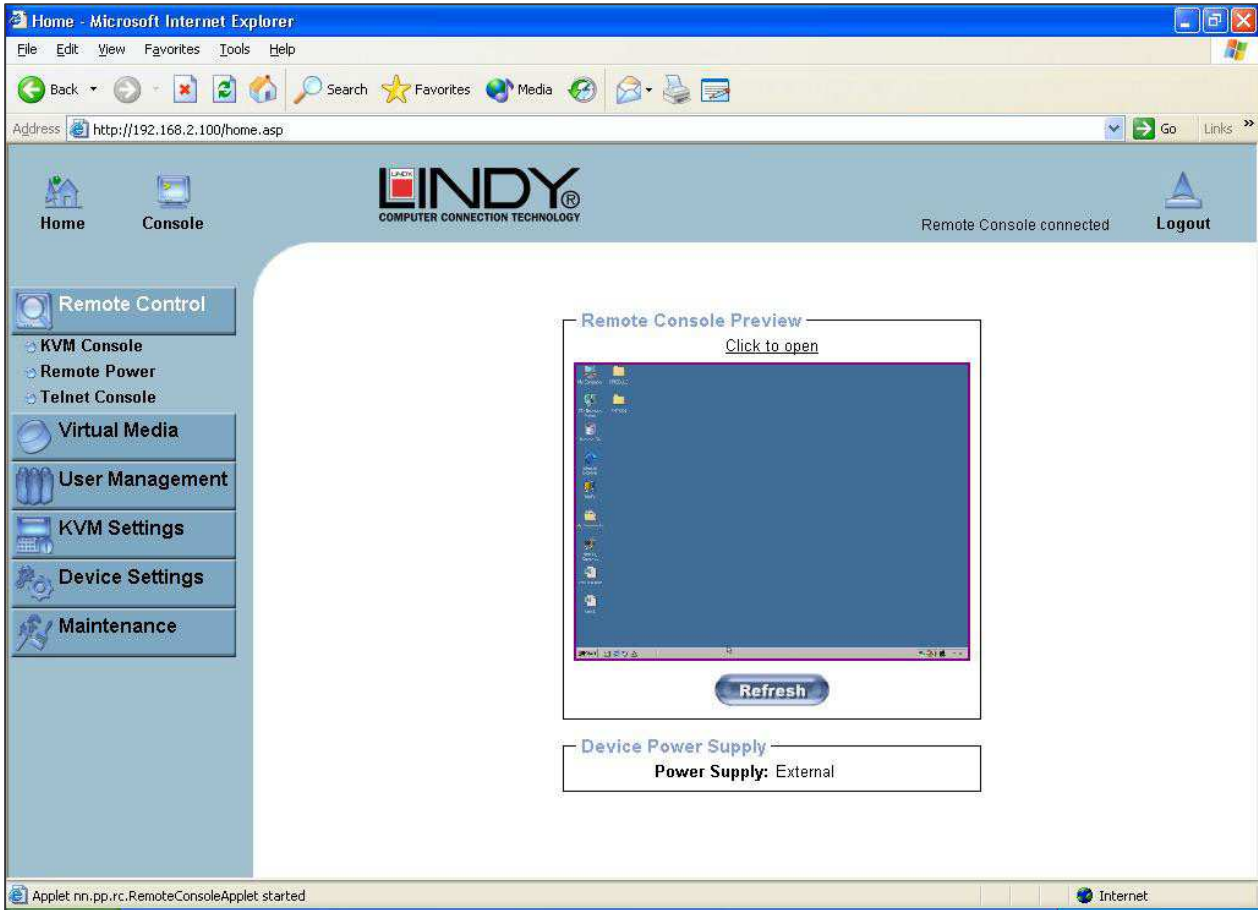 Home - Microsoft Internet Explorer
File Edit View Favorites Tools Help
Back Search Favorites Media
Address http://192.168.2.100/home.asp Go Links »
Home Console
LINDY
LINDY®
COMPUTER CONNECTION TECHNOLOGY
Remote Console connected
Logout
Remote Control
KVM Console
Remote Power
Telnet Console
Virtual Media
User Management
KVM Settings
Device Settings
Maintenance
Remote Console Preview
Click to open
Refresh
Device Power Supply
Power Supply: External
Applet nn.pp.rc.RemoteConsoleApplet started
Internet